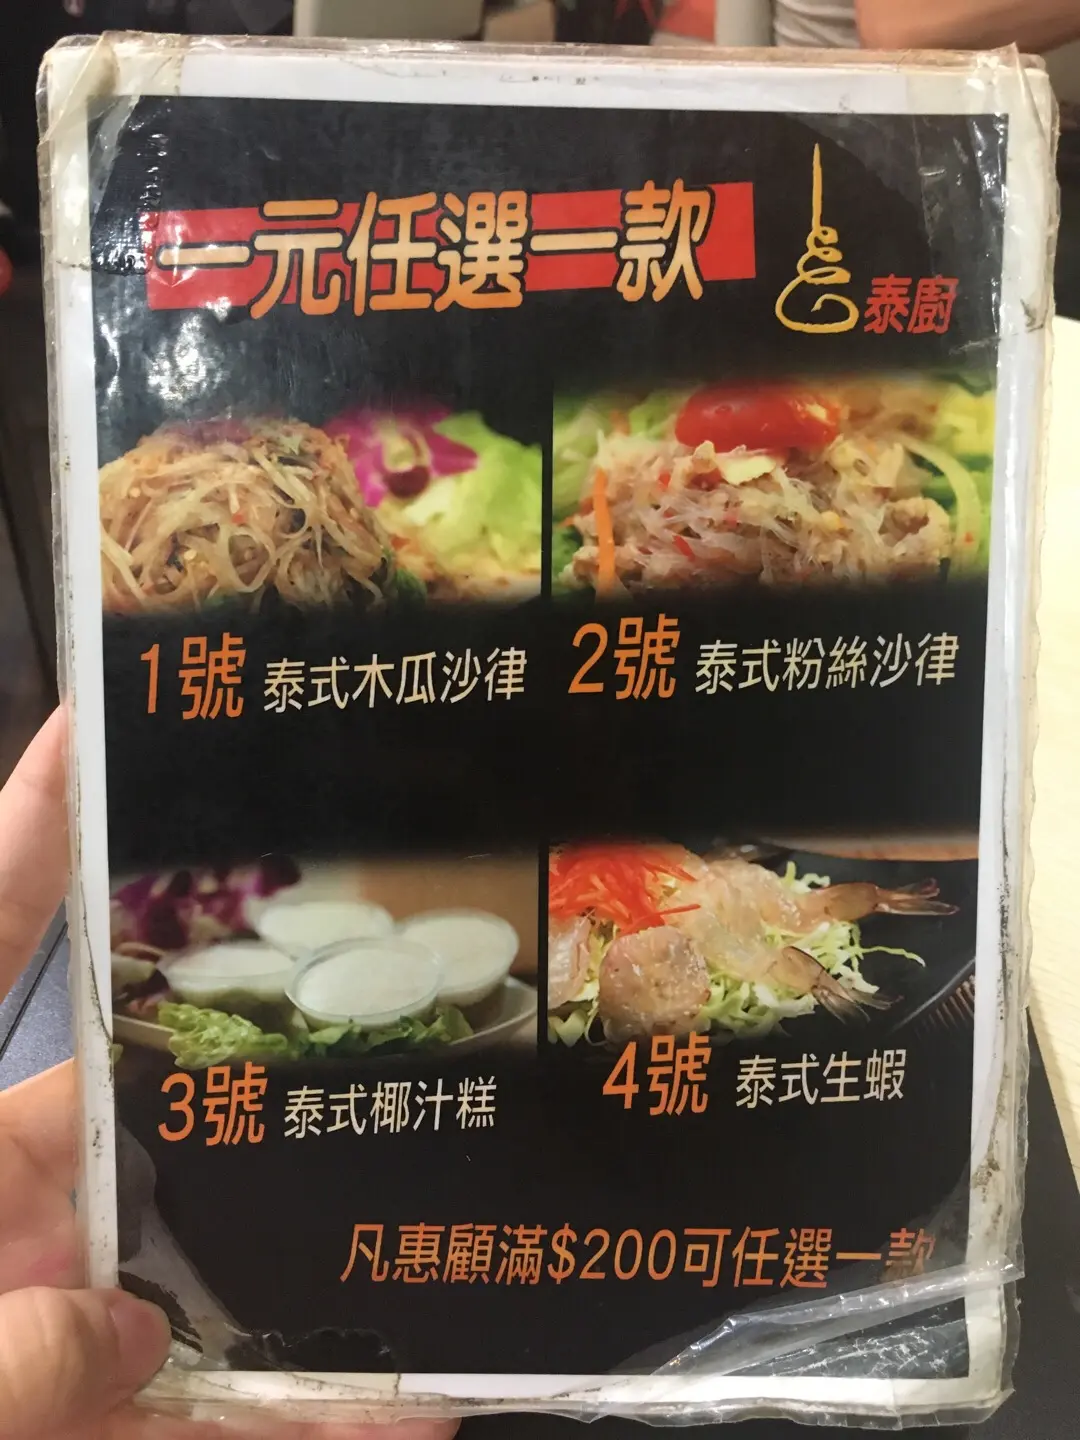 一元任選一款
泰廚
1號 泰式木瓜沙律
2號 泰式粉絲沙律
3號 泰式椰汁糕
4號 泰式生蝦
凡惠顧滿$200可任選一款